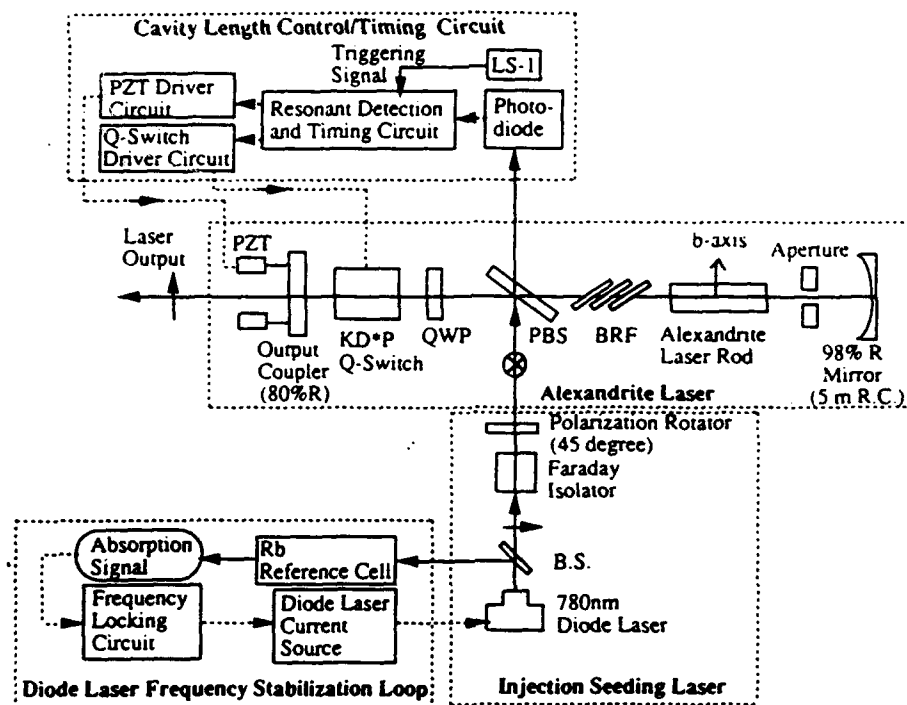 Cavity Length Control/Timing Circuit
Triggering
Signal
LS-1
PZT Driver
Circuit
Resonant Detection
and Timing Circuit
Photo-
diode
Q-Switch
Driver Circuit
Laser
Output
PZT
b-axis
Aperture
Output
Coupler
(80%R)
KD*P
Q-Switch
QWP
PBS
BRF
Alexandrite
Laser Rod
98% R
Mirror
(5 m R.C.)
Alexandrite Laser
Polarization Rotator
(45 degree)
Faraday
Isolator
B.S.
780nm
Diode Laser
Injection Seeding Laser
Absorption
Signal
Rb
Reference Cell
Frequency
Locking
Circuit
Diode Laser
Current
Source
Diode Laser Frequency Stabilization Loop